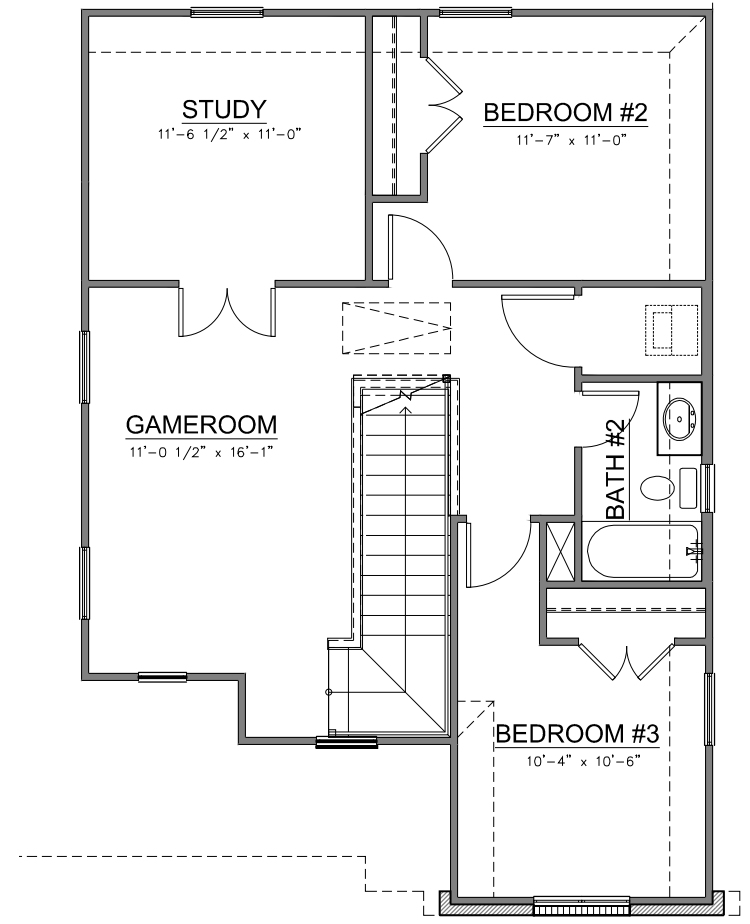 STUDY
11'-6 1/2" x 11'-0"
BEDROOM #2
11'-7" x 11'-0"
GAMEROOM
11'-0 1/2" x 16'-1"
BATH #2
BEDROOM #3
10'-4" x 10'-6"